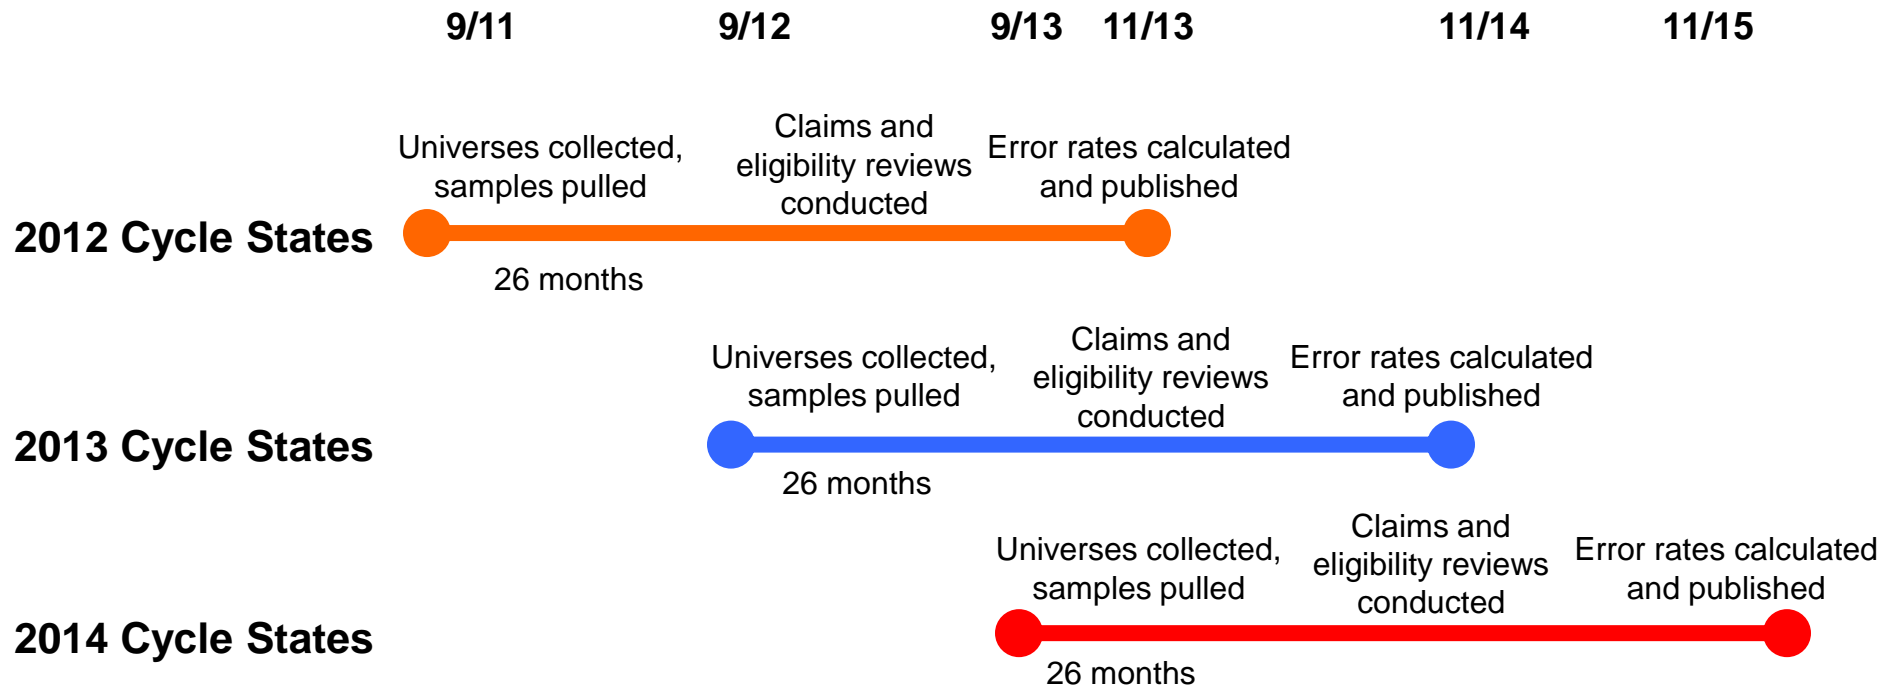 9/11 9/12 9/13 11/13 11/14 11/15
Universes collected,
samples pulled
Claims and
eligibility reviews
conducted
Error rates calculated
and published
2012 Cycle States
26 months
Universes collected,
samples pulled
Claims and
eligibility reviews
conducted
Error rates calculated
and published
2013 Cycle States
26 months
Universes collected,
samples pulled
Claims and
eligibility reviews
conducted
Error rates calculated
and published
2014 Cycle States
26 months